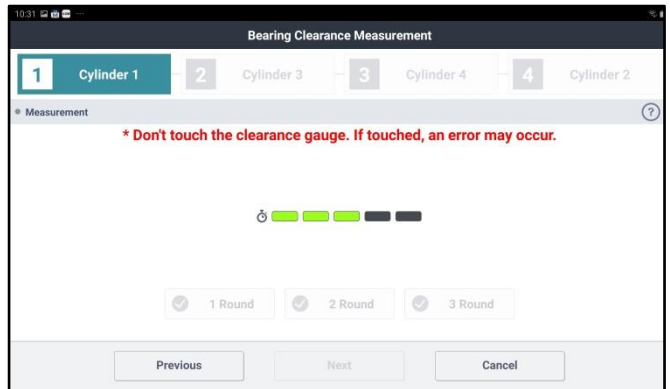 10:31
Bearing Clearance Measurement
1 Cylinder 1 2 Cylinder 3 3 Cylinder 4 4 Cylinder 2
Measurement ?
* Don't touch the clearance gauge. If touched, an error may occur.
1 Round 2 Round 3 Round
Previous Next Cancel